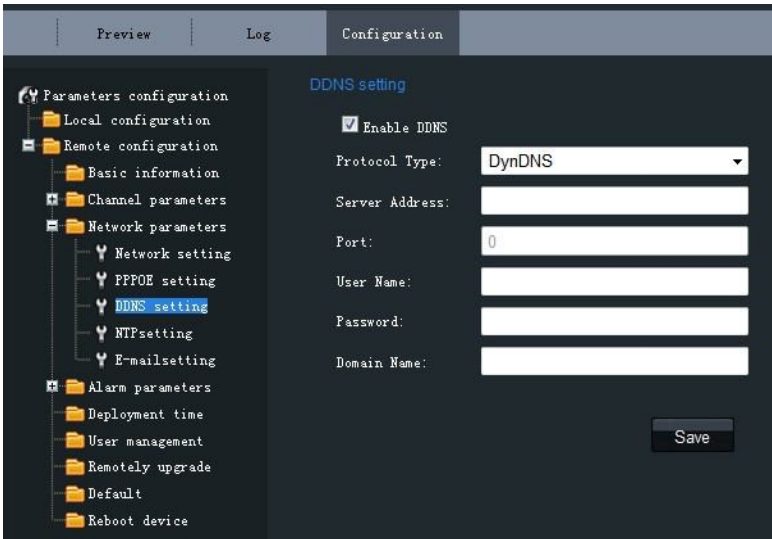 Preview Log Configuration
Parameters configuration
Local configuration
Remote configuration
Basic information
Channel parameters
Network parameters
Network setting
PPPOE setting
DDNS setting
NTPsetting
E-mailsetting
Alarm parameters
Deployment time
User management
Remotely upgrade
Default
Reboot device
DDNS setting
Enable DDNS
Protocol Type: DynDNS
Server Address:
Port: 0
User Name:
Password:
Domain Name:
Save